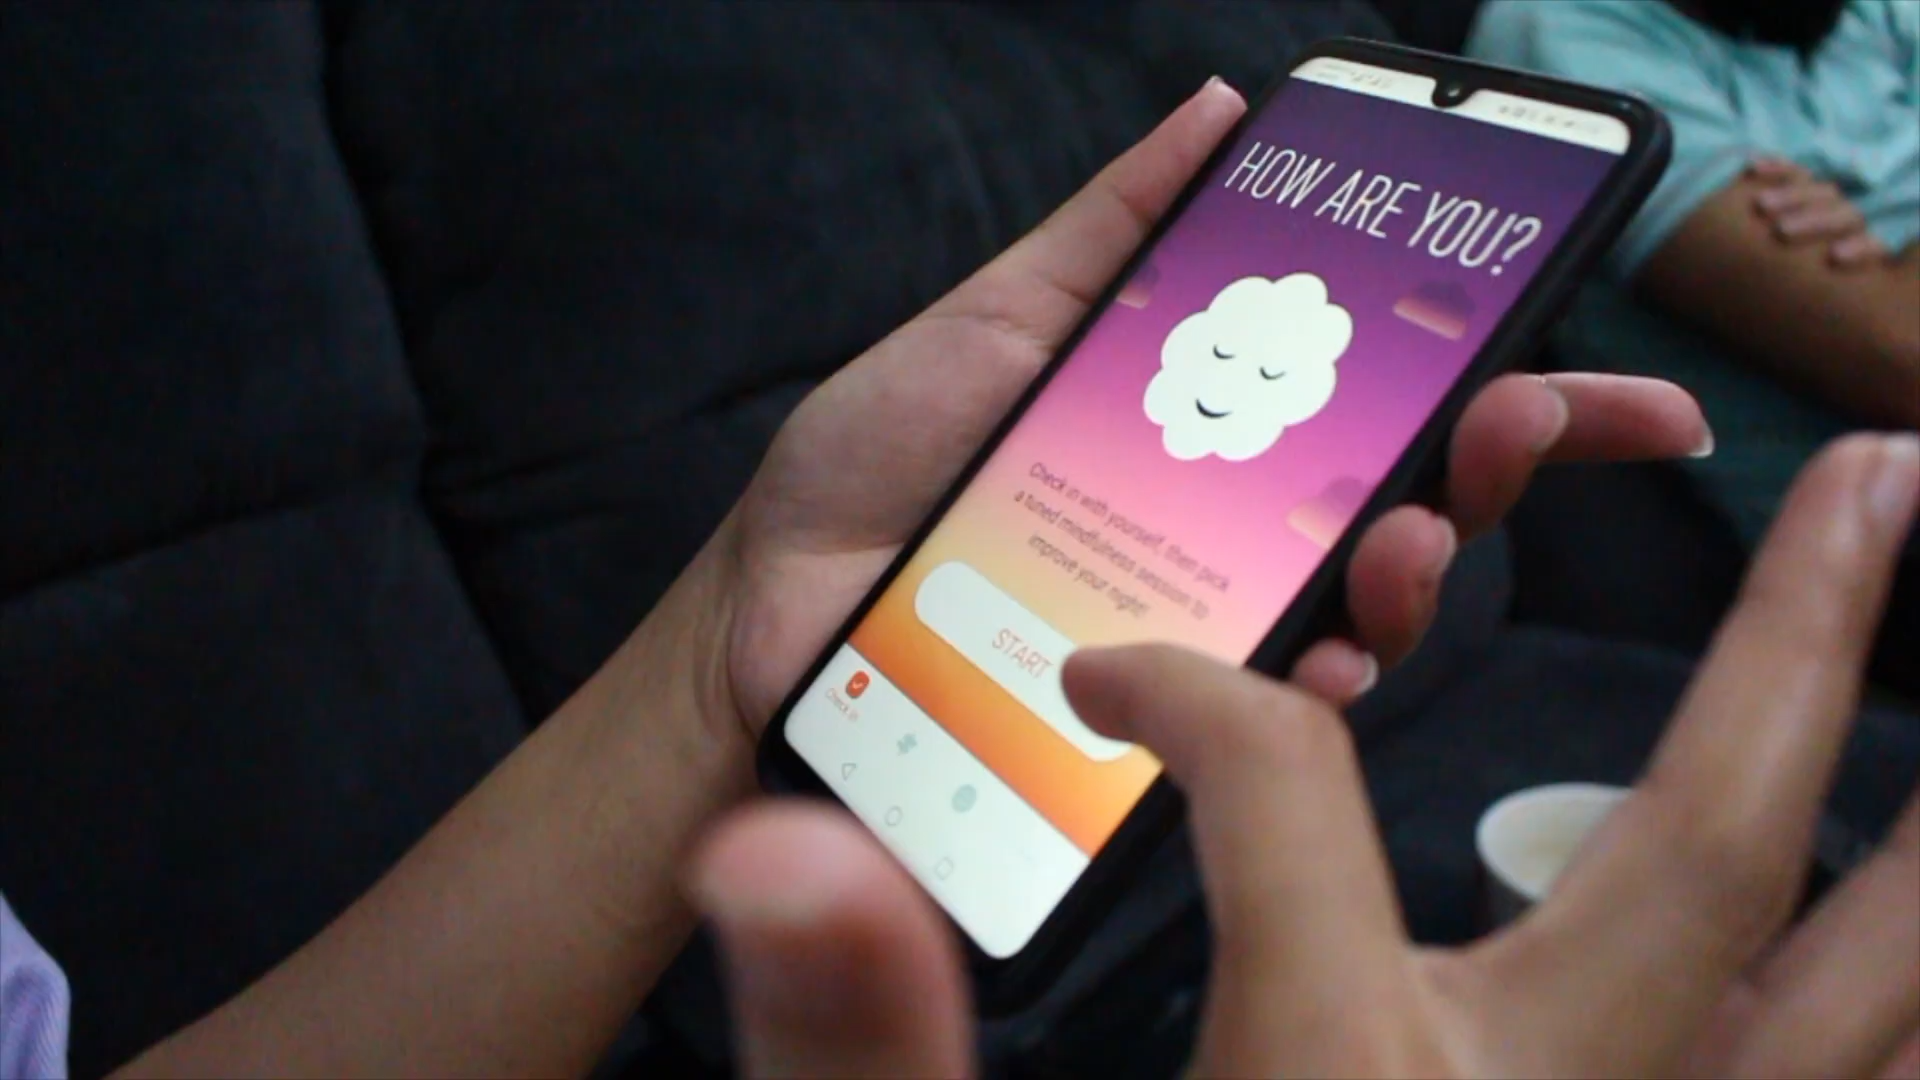 HOW ARE YOU?
Check in with yourself, then pick
a tuned mindfulness session to
improve your night!
START
Check In